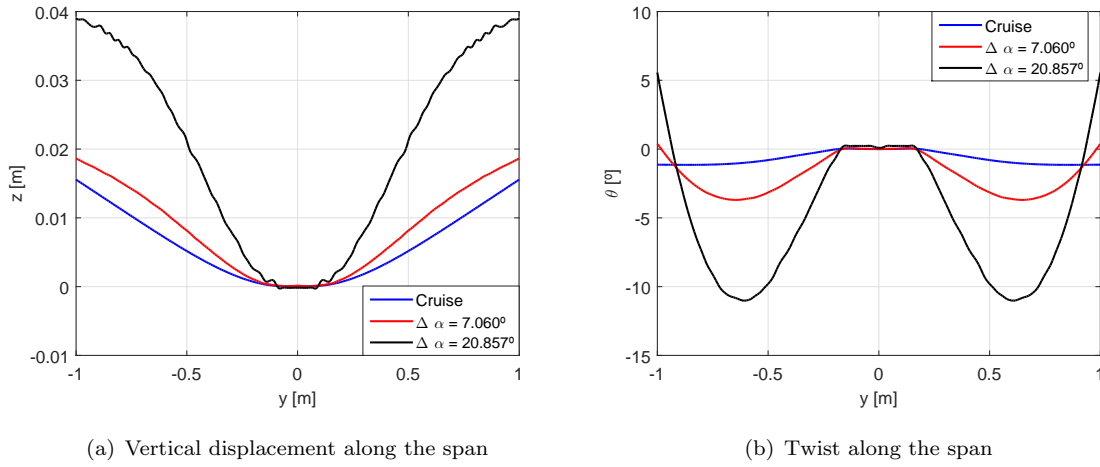 0.04
0.03
0.02
0.01
0
-0.01
z [m]
-1
-0.5
0
0.5
1
y [m]
Cruise
Δ α = 7.060º
Δ α = 20.857º
10
5
0
-5
-10
-15
θ [º]
-1
-0.5
0
0.5
1
y [m]
Cruise
Δ α = 7.060º
Δ α = 20.857º
(a) Vertical displacement along the span
(b) Twist along the span